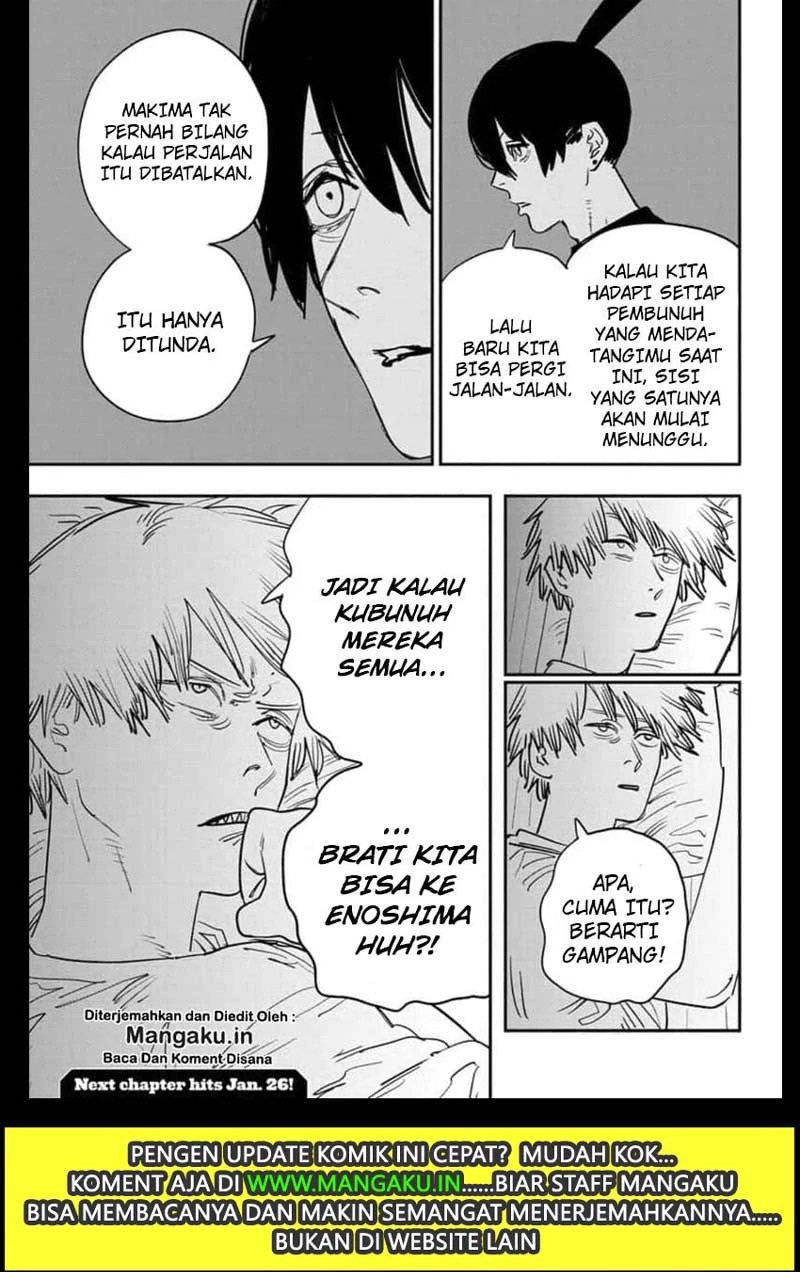 KALAU KITA
HADAPI SETIAP
PEMBUNUH
YANG MENDA-
TANGIMU SAAT
INI, SISI
YANG SATUNYA
AKAN MULAI
MENUNGGU.
LALU
BARU KITA
BISA PERGI
JALAN-JALAN.
MAKIMA TAK
PERNAH BILANG
KALAU PERJALAN
ITU DIBATALKAN.
ITU HANYA
DITUNDA.
APA,
CUMA ITU?
BERARTI
GAMPANG!
JADI KALAU
KUBUNUH
MEREKA
SEMUA...
...
BRATI KITA
BISA KE
ENOSHIMA
HUH?!
Diterjemahkan dan Diedit Oleh :
Mangaku.in
Baca Dan Koment Disana
Next chapter hits Jan. 26!
PENGEN UPDATE KOMIK INI CEPAT? MUDAH KOK...
KOMENT AJA DI WWW.MANGAKU.IN......BIAR STAFF MANGAKU
BISA MEMBACANYA DAN MAKIN SEMANGAT MENERJEMAHKANNYA.....
BUKAN DI WEBSITE LAIN